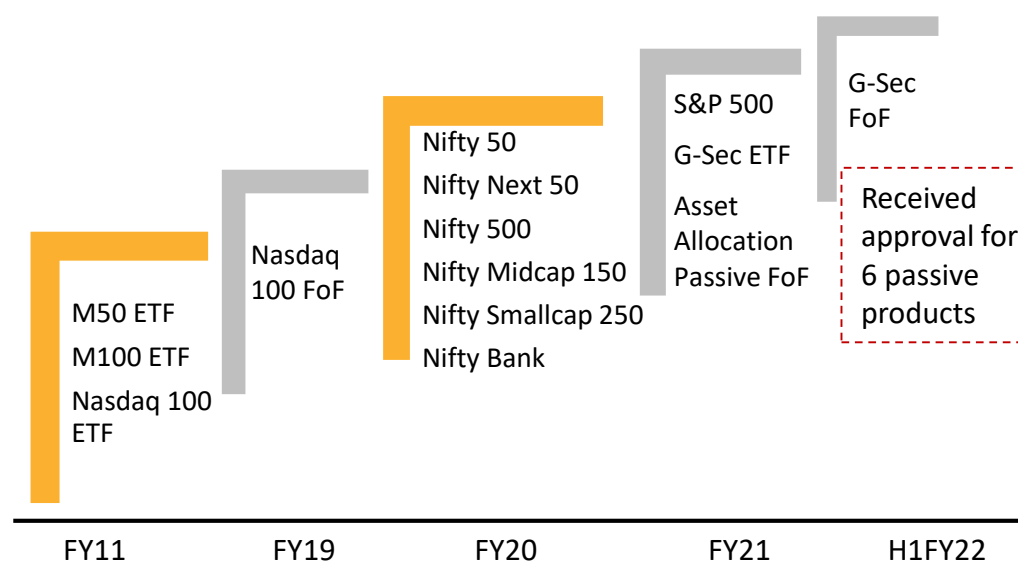 M50 ETF
M100 ETF
Nasdaq 100
ETF
Nasdaq
100 FoF
Nifty 50
Nifty Next 50
Nifty 500
Nifty Midcap 150
Nifty Smallcap 250
Nifty Bank
S&P 500
G-Sec ETF
Asset
Allocation
Passive FoF
G-Sec
FoF
Received
approval for
6 passive
products
FY11
FY19
FY20
FY21
H1FY22